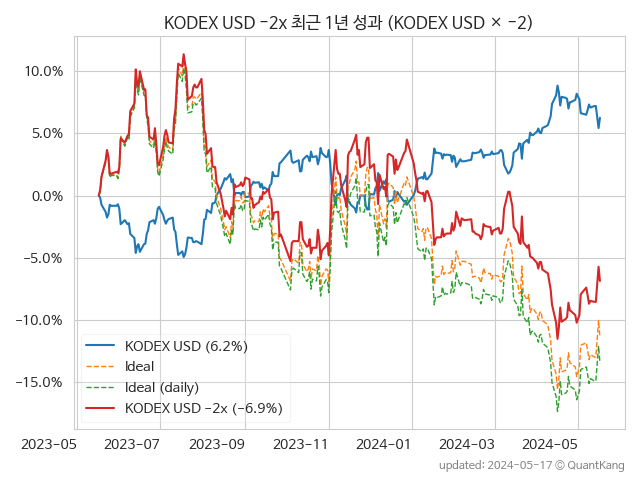 KODEX USD −2x 최근 1년 성과 (KODEX USD × −2)
10.0%
5.0%
0.0%
−5.0%
−10.0%
−15.0%
KODEX USD (6.2%)
Ideal
Ideal (daily)
KODEX USD −2x (−6.9%)
2023-05 2023-07 2023-09 2023-11 2024-01 2024-03 2024-05
updated: 2024-05-17 © QuantKang